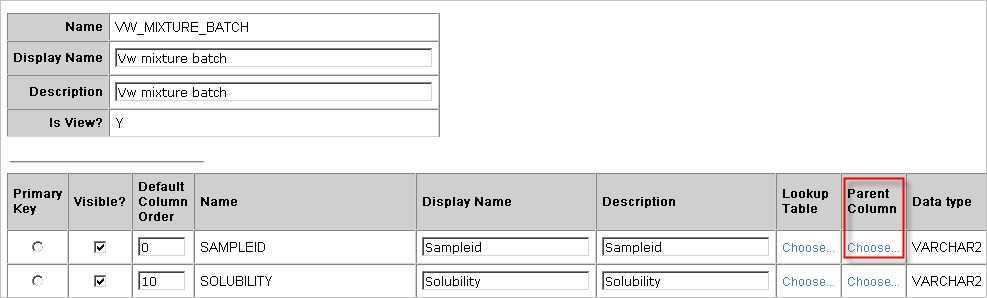 Name VW_MIXTURE_BATCH
Display Name Vw mixture batch
Description Vw mixture batch
Is View? Y
Primary Key Visible? Default Column Order Name Display Name Description Lookup Table Parent Column Data type
0 SAMPLEID Sampleid Sampleid Choose... Choose... VARCHAR2
10 SOLUBILITY Solubility Solubility Choose... Choose... VARCHAR2